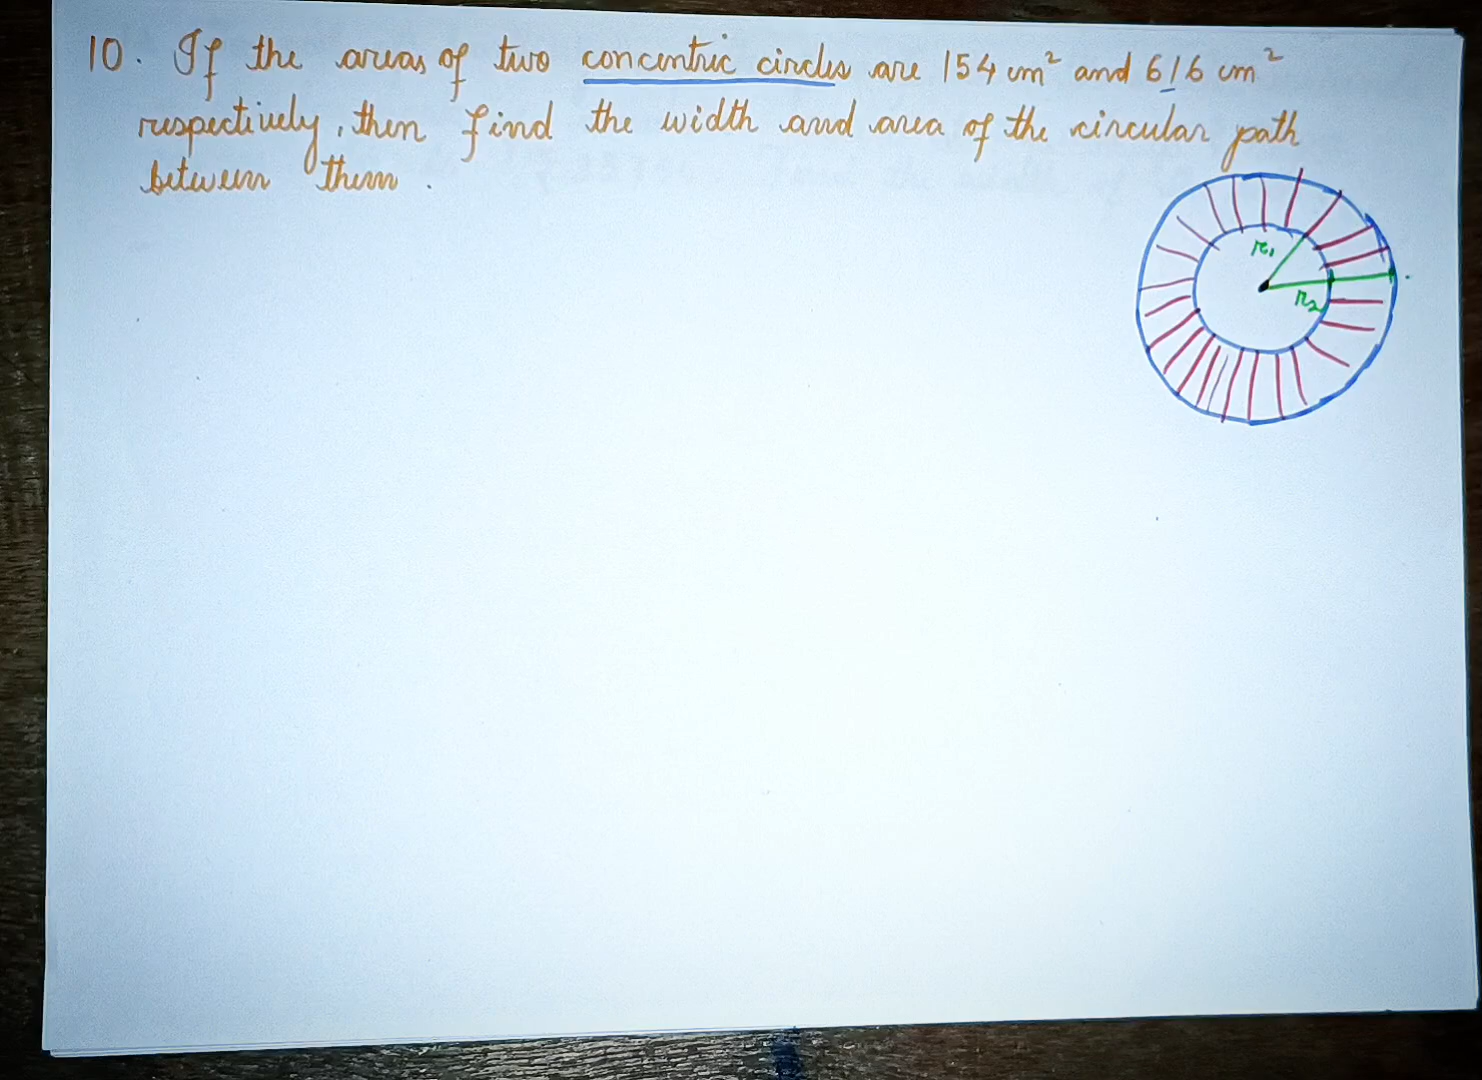 10. If the areas of two concentric circles are 154 cm² and 616 cm²
respectively, then find the width and area of the circular path
between them.
r₁
r₂